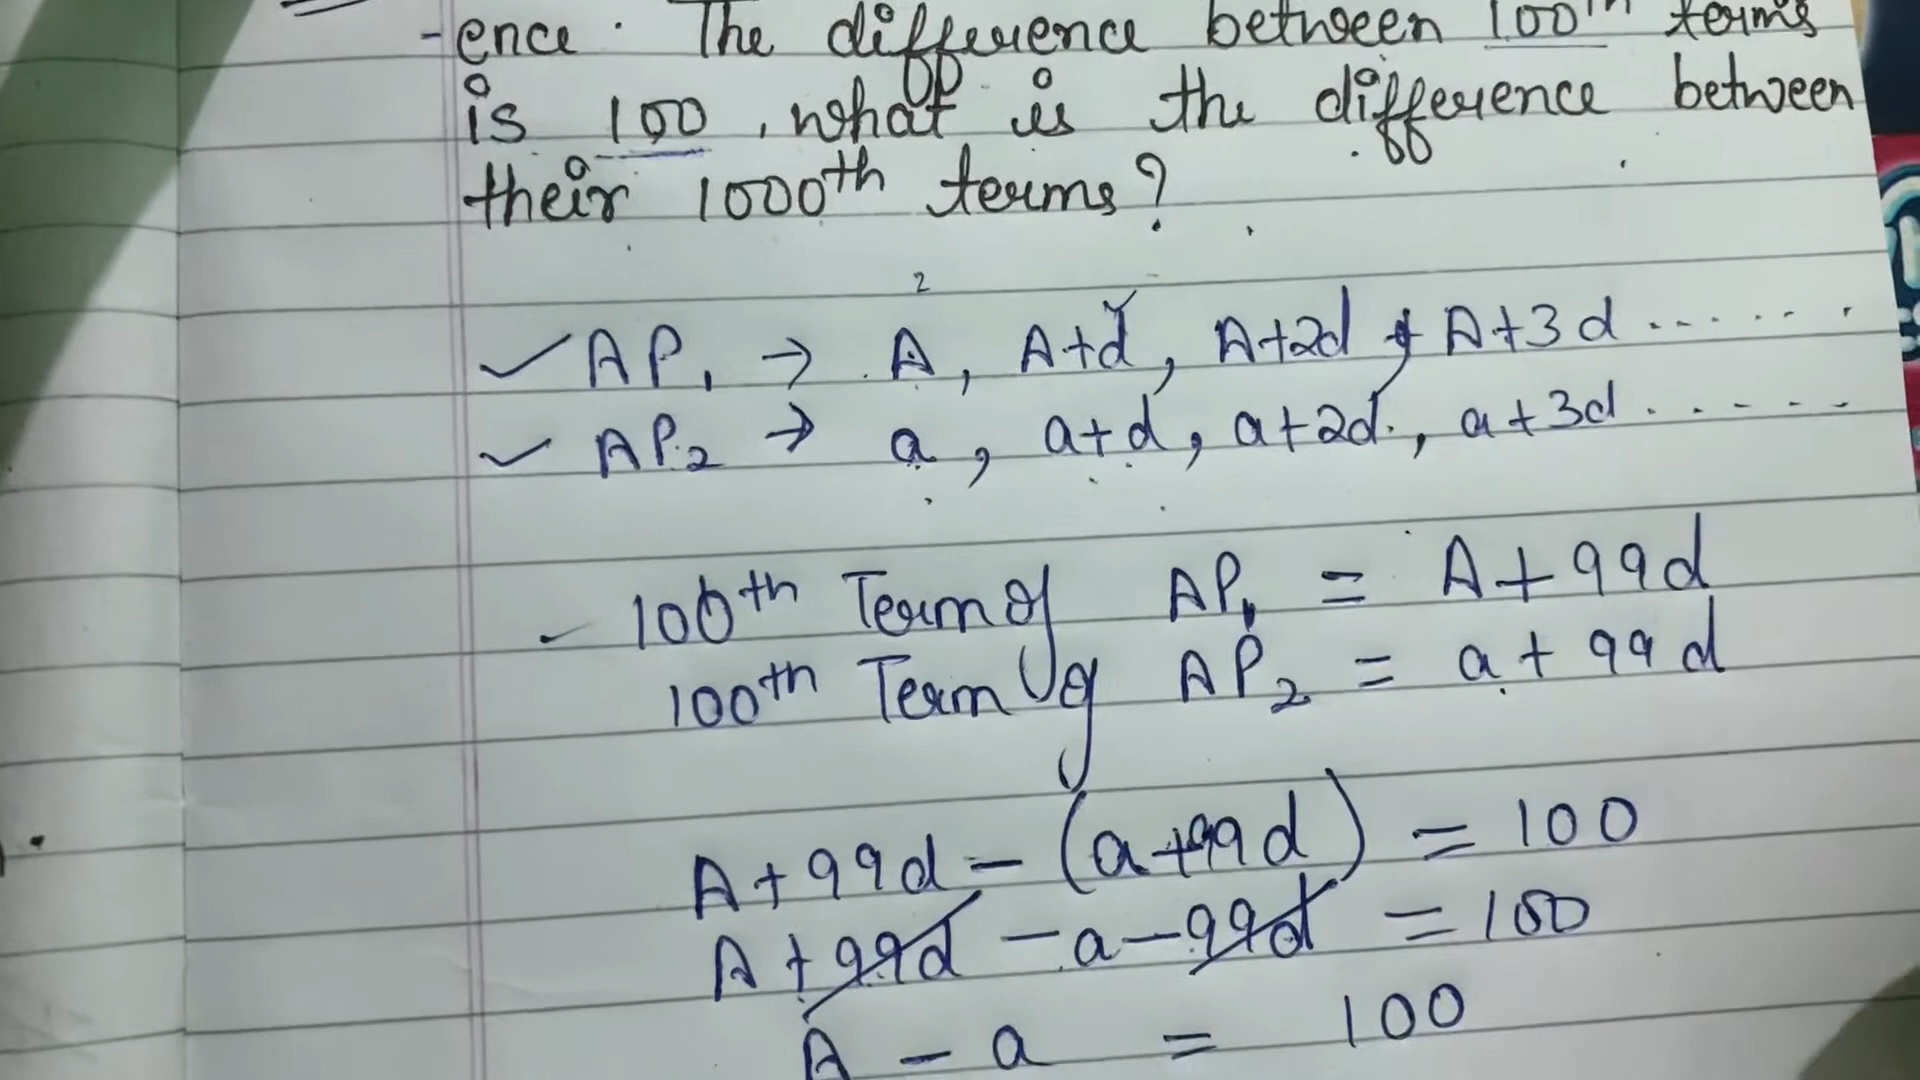 -ence. The difference between 100th terms
is 100, what is the difference between
their 1000th terms?
2
✓ AP1 → A, A+d, A+2d, A+3d .......
✓ AP2 → a, a+d, a+2d, a+3d ......
- 100th Term of AP1 = A+99d
100th Term of AP2 = a+99d
A+99d-(a+99d) = 100
A+99d-a-99d = 100
A - a = 100